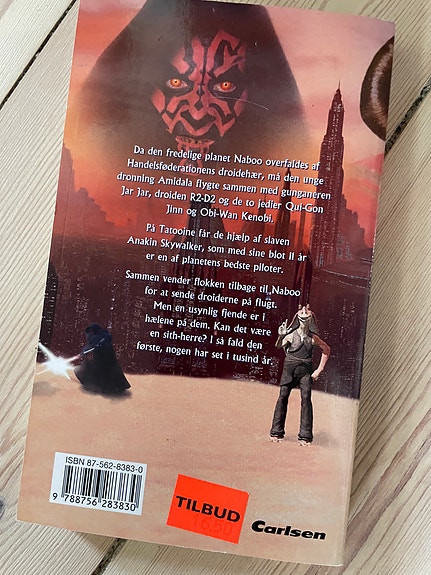 Da den fredelige planet Naboo overfaldes af
Handelsføderationens droidehær, må den unge
dronning Amidala flygte sammen med gunganeren
Jar Jar, droiden R2-D2 og de to jedier Qui-Gon
Jinn og Obi-Wan Kenobi.
På Tatooine får de hjælp af slaven
Anakin Skywalker, som med sine blot 11 år
er en af planetens bedste piloter.
Sammen vender flokken tilbage til Naboo
for at sende droiderne på flugt.
Men en usynlig fjende er i
hælene på dem. Kan det være
en sith-herre? I så fald den
første, nogen har set i tusind år.
ISBN 87-562-8383-0
9 788756 283830
TILBUD
Carlsen